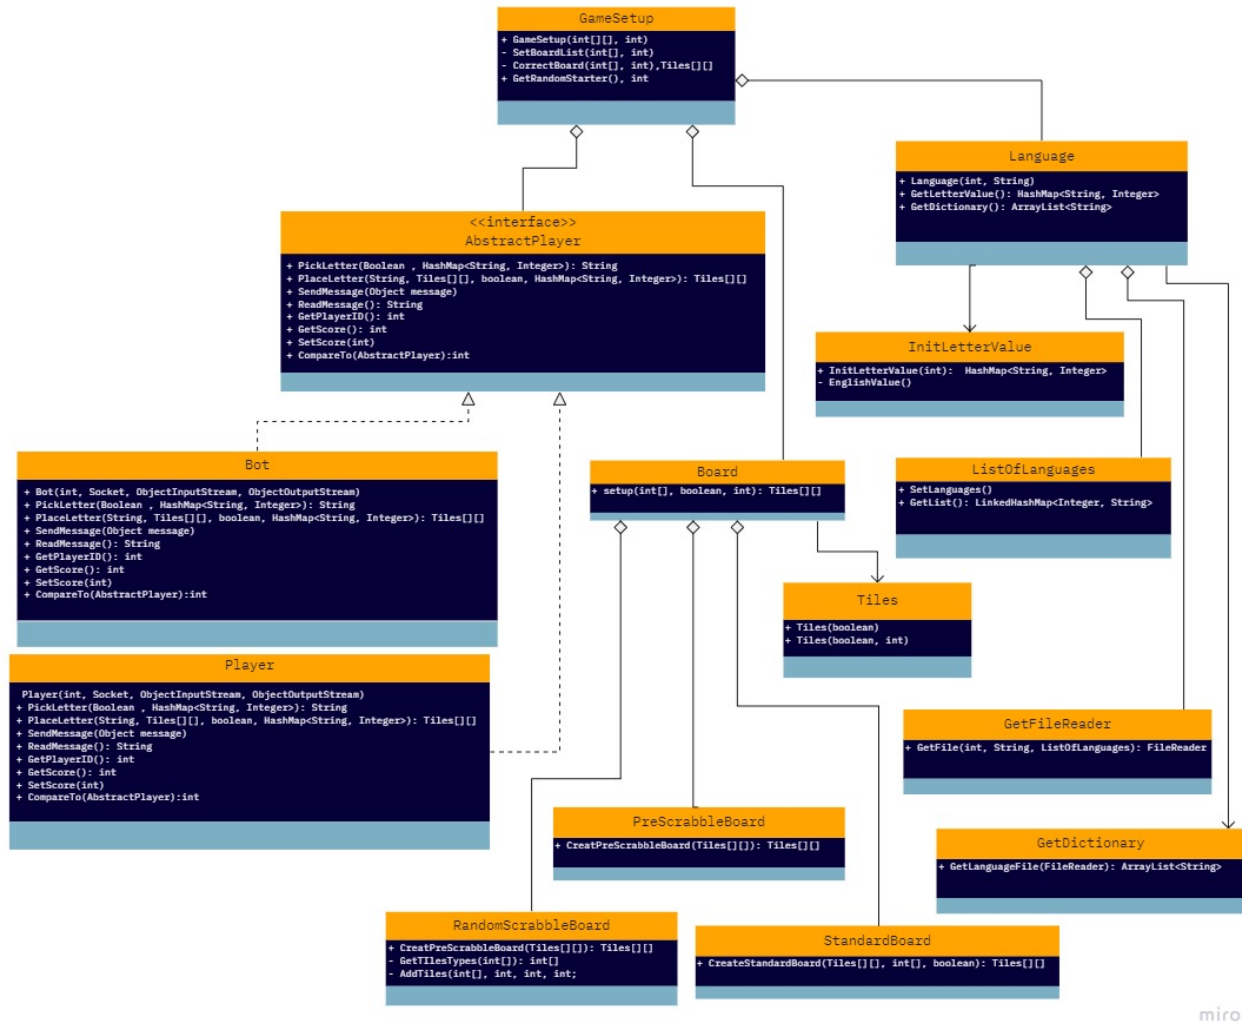 GameSetup
+ GameSetup(int[][], int)
- SetBoardList(int[], int)
- CorrectBoard(int[], int),Tiles[][]
+ GetRandomStarter(), int
Language
+ Language(int, String)
+ GetLetterValue(): HashMap<String, Integer>
+ GetDictionary(): ArrayList<String>
<<interface>>
AbstractPlayer
+ PickLetter(Boolean , HashMap<String, Integer>): String
+ PlaceLetter(String, Tiles[][], boolean, HashMap<String, Integer>): Tiles[][]
+ SendMessage(Object message)
+ ReadMessage(): String
+ GetPlayerID(): int
+ GetScore(): int
+ SetScore(int)
+ CompareTo(AbstractPlayer):int
InitLetterValue
+ InitLetterValue(int):  HashMap<String, Integer>
- EnglishValue()
Bot
+ Bot(int, Socket, ObjectInputStream, ObjectOutputStream)
+ PickLetter(Boolean , HashMap<String, Integer>): String
+ PlaceLetter(String, Tiles[][], boolean, HashMap<String, Integer>): Tiles[][]
+ SendMessage(Object message)
+ ReadMessage(): String
+ GetPlayerID(): int
+ GetScore(): int
+ SetScore(int)
+ CompareTo(AbstractPlayer):int
Board
+ setup(int[], boolean, int): Tiles[][]
ListOfLanguages
+ SetLanguages()
+ GetList(): LinkedHashMap<Integer, String>
Tiles
+ Tiles(boolean)
+ Tiles(boolean, int)
Player
Player(int, Socket, ObjectInputStream, ObjectOutputStream)
+ PickLetter(Boolean , HashMap<String, Integer>): String
+ PlaceLetter(String, Tiles[][], boolean, HashMap<String, Integer>): Tiles[][]
+ SendMessage(Object message)
+ ReadMessage(): String
+ GetPlayerID(): int
+ GetScore(): int
+ SetScore(int)
+ CompareTo(AbstractPlayer):int
GetFileReader
+ GetFile(int, String, ListOfLanguages): FileReader
PreScrabbleBoard
+ CreatPreScrabbleBoard(Tiles[][]): Tiles[][]
GetDictionary
+ GetLanguageFile(FileReader): ArrayList<String>
RandomScrabbleBoard
+ CreatPreScrabbleBoard(Tiles[][]): Tiles[][]
- GetTIlesTypes(int[]): int[]
- AddTiles(int[], int, int, int;
StandardBoard
+ CreateStandardBoard(Tiles[][], int[], boolean): Tiles[][]
miro